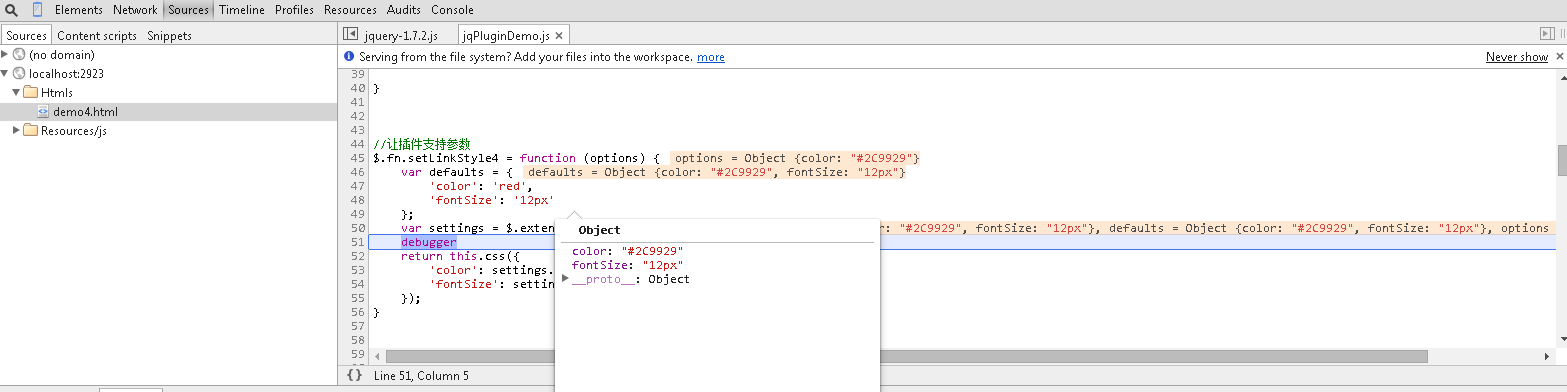 Elements Network Sources Timeline Profiles Resources Audits Console
Sources Content scripts Snippets
jquery-1.7.2.js jqPluginDemo.js ×
(no domain)
localhost:2923
Htmls
demo4.html
Resources/js
Serving from the file system? Add your files into the workspace. more Never show ×
39
40 }
41
42
43
44 //让插件支持参数
45 $.fn.setLinkStyle4 = function (options) { options = Object {color: "#2C9929"}
46 var defaults = { defaults = Object {color: "#2C9929", fontSize: "12px"}
47 'color': 'red',
48 'fontSize': '12px'
49 };
50 var settings = $.exten or: "#2C9929", fontSize: "12px"}, defaults = Object {color: "#2C9929", fontSize: "12px"}, options
51 debugger
52 return this.css({
53 'color': settings.
54 'fontSize': settin
55 });
56 }
57
58
59
Object
color: "#2C9929"
fontSize: "12px"
__proto__: Object
{} Line 51, Column 5